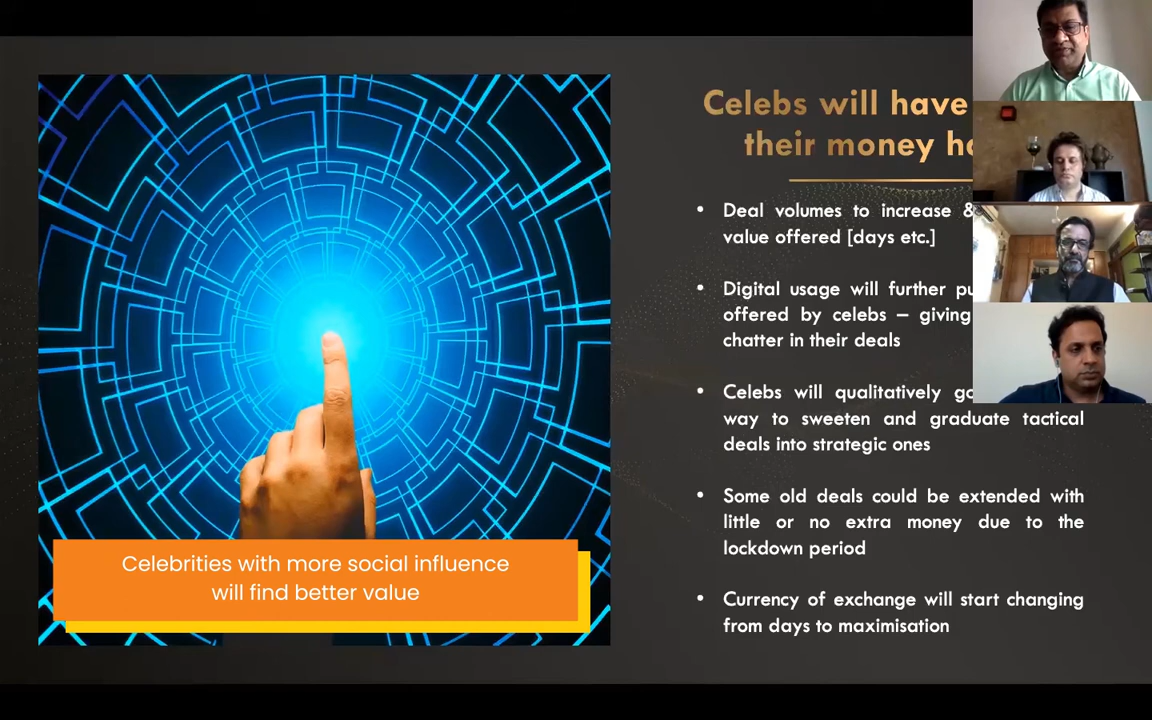 Celebs will have
their money
Deal volumes to increase &
value offered [days etc.]
Digital usage will further
offered by celebs – giving
chatter in their deals
Celebs will qualitatively
way to sweeten and graduate tactical
deals into strategic ones
Some old deals could be extended with
little or no extra money due to the
lockdown period
Currency of exchange will start changing
from days to maximisation
Celebrities with more social influence
will find better value